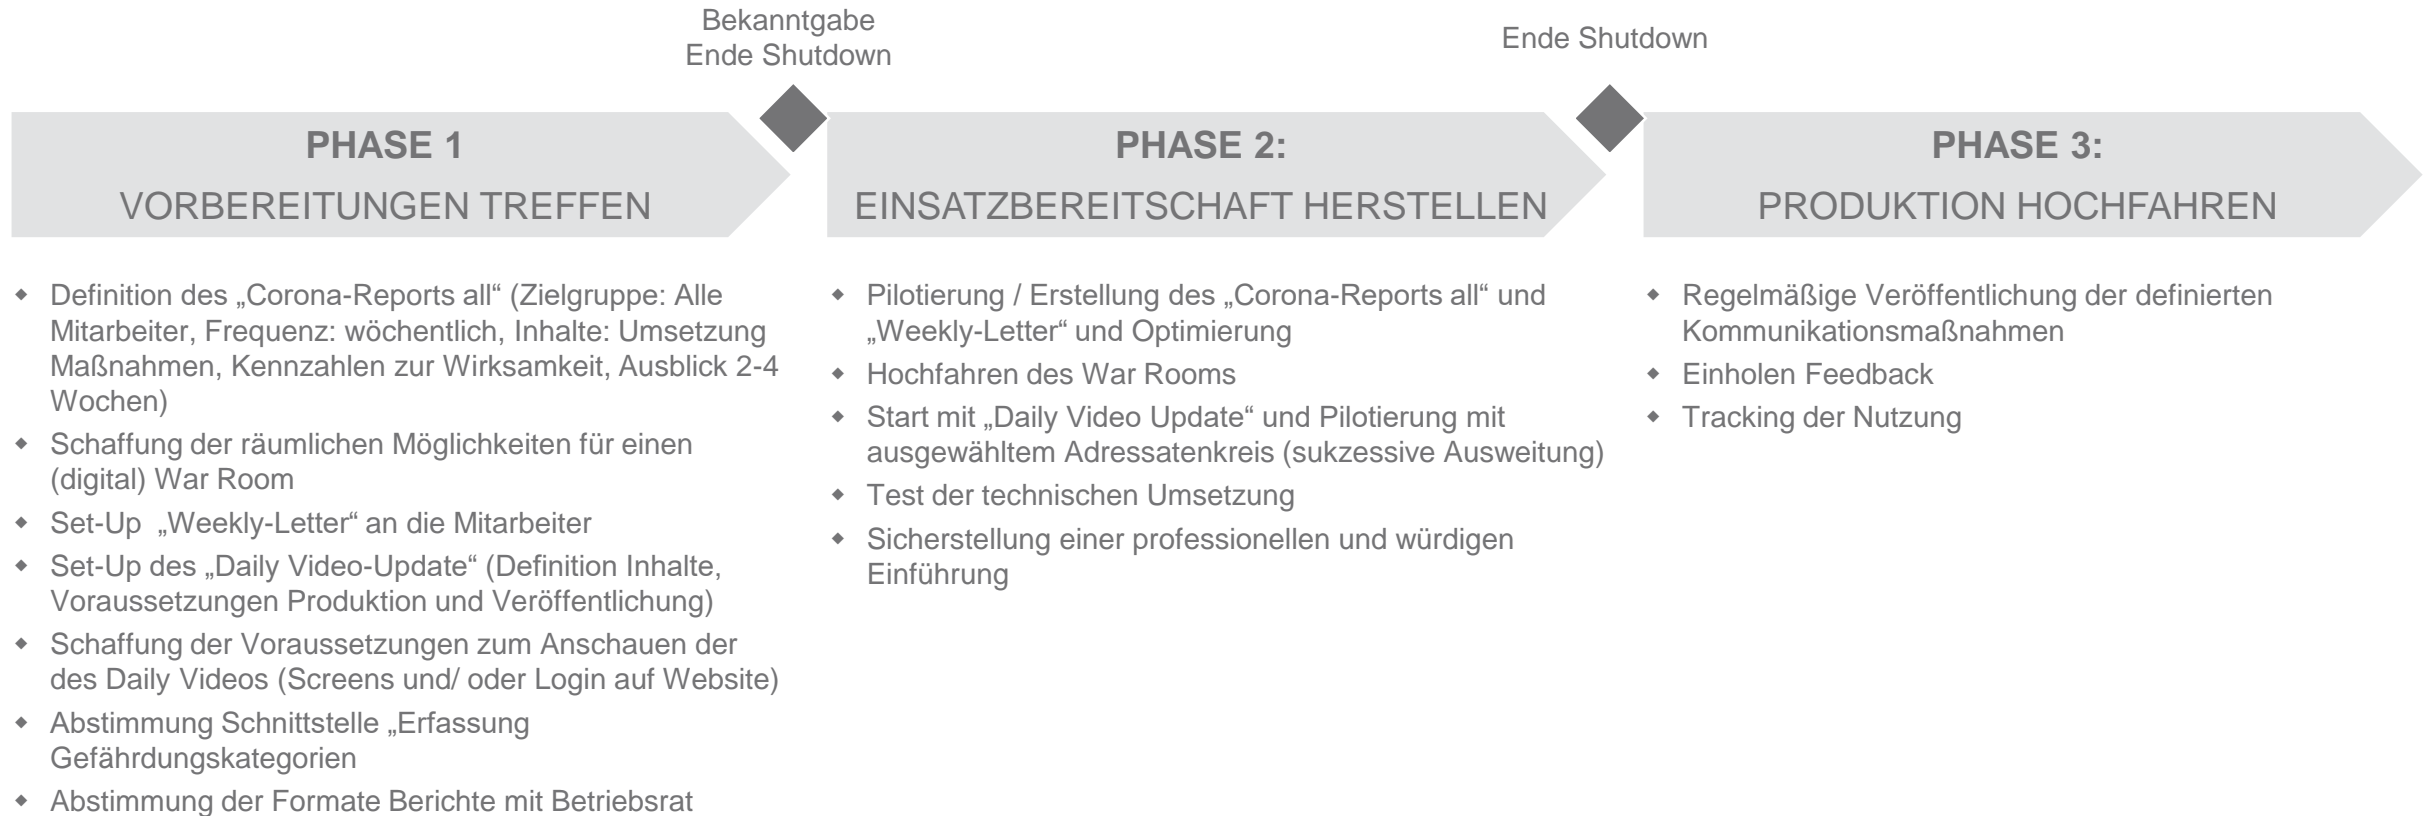 Bekanntgabe
Ende Shutdown
Ende Shutdown
PHASE 1
VORBEREITUNGEN TREFFEN
PHASE 2:
EINSATZBEREITSCHAFT HERSTELLEN
PHASE 3:
PRODUKTION HOCHFAHREN
Definition des „Corona-Reports all“ (Zielgruppe: Alle
Mitarbeiter, Frequenz: wöchentlich, Inhalte: Umsetzung
Maßnahmen, Kennzahlen zur Wirksamkeit, Ausblick 2-4
Wochen)
Schaffung der räumlichen Möglichkeiten für einen
(digital) War Room
Set-Up „Weekly-Letter“ an die Mitarbeiter
Set-Up des „Daily Video-Update“ (Definition Inhalte,
Voraussetzungen Produktion und Veröffentlichung)
Schaffung der Voraussetzungen zum Anschauen der
des Daily Videos (Screens und/ oder Login auf Website)
Abstimmung Schnittstelle „Erfassung
Gefährdungskategorien
Abstimmung der Formate Berichte mit Betriebsrat
Pilotierung / Erstellung des „Corona-Reports all“ und
„Weekly-Letter“ und Optimierung
Hochfahren des War Rooms
Start mit „Daily Video Update“ und Pilotierung mit
ausgewähltem Adressatenkreis (sukzessive Ausweitung)
Test der technischen Umsetzung
Sicherstellung einer professionellen und würdigen
Einführung
Regelmäßige Veröffentlichung der definierten
Kommunikationsmaßnahmen
Einholen Feedback
Tracking der Nutzung